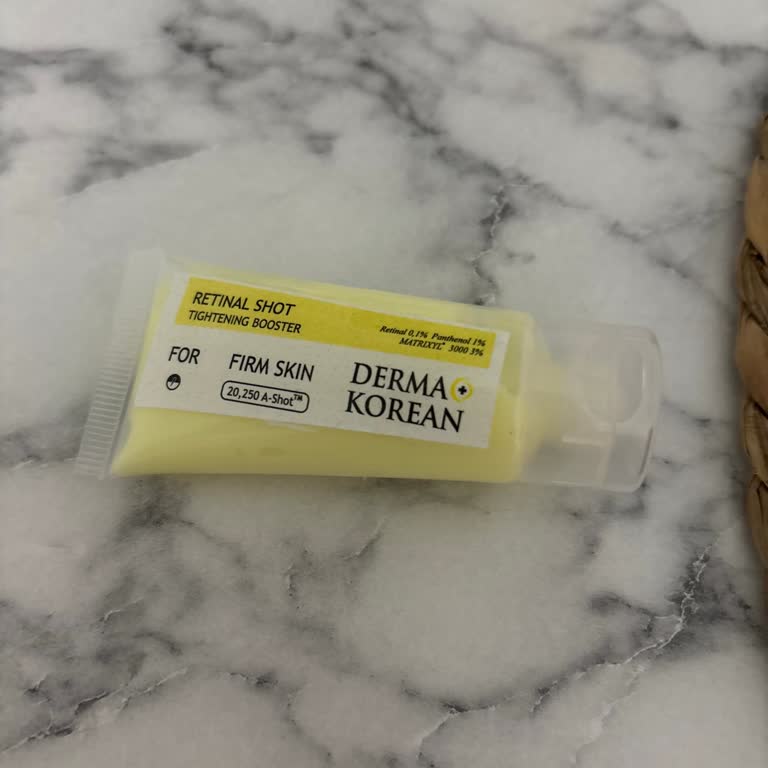 RETINAL SHOT
TIGHTENING BOOSTER
Retinal 0,1% Panthenol 1%
MATRIXYL® 3000 3%
FOR FIRM SKIN
20,250 A-Shot™
DERMA
KOREAN